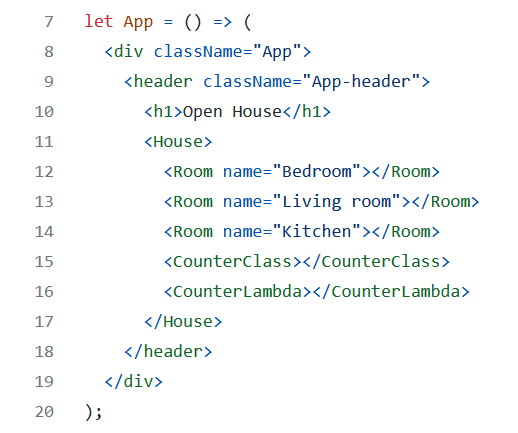 7 let App = () => (
8   <div className="App">
9     <header className="App-header">
10       <h1>Open House</h1>
11       <House>
12         <Room name="Bedroom"></Room>
13         <Room name="Living room"></Room>
14         <Room name="Kitchen"></Room>
15         <CounterClass></CounterClass>
16         <CounterLambda></CounterLambda>
17       </House>
18     </header>
19   </div>
20 );